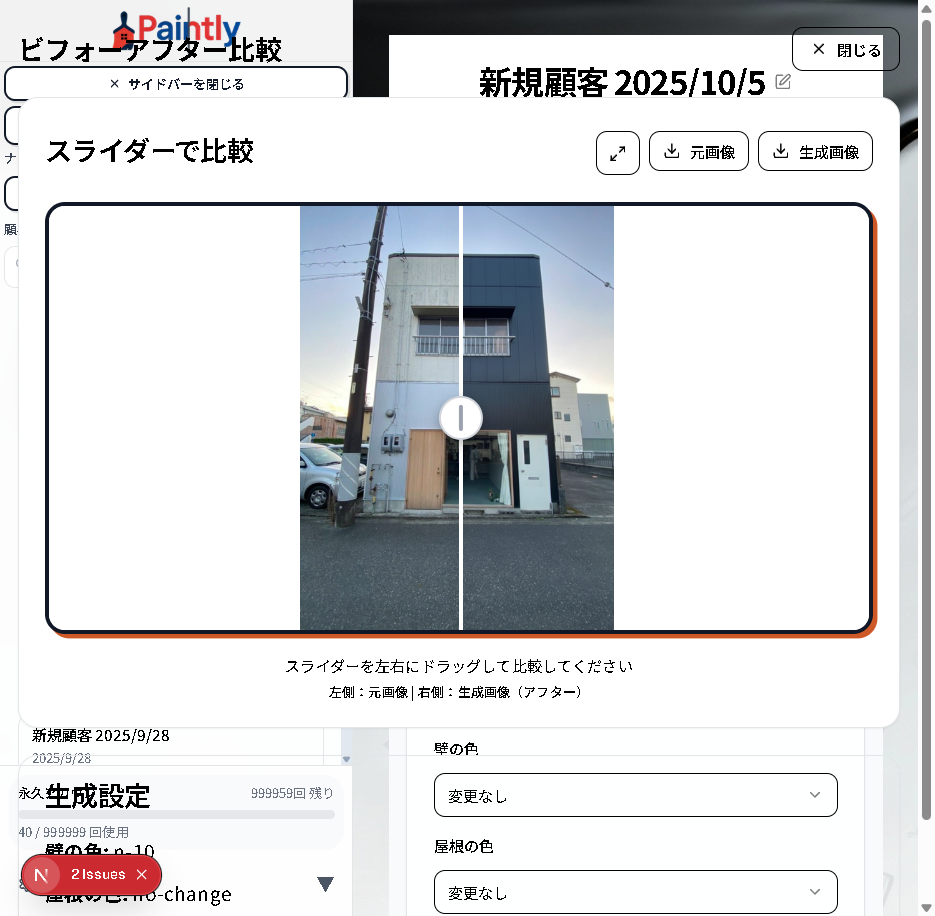 Paintly
ビフォーアフター比較
× 閉じる
× サイドバーを閉じる
新規顧客 2025/10/5
スライダーで比較
元画像
生成画像
ナ
顧
スライダーを左右にドラッグして比較してください
左側：元画像 | 右側：生成画像（アフター）
新規顧客 2025/9/28
2025/9/28
壁の色
変更なし
生成設定
999959回 残り
40 / 999999 回使用
壁の色: n-10
屋根の色
変更なし
N 2 Issues ×
屋根の色: no-change